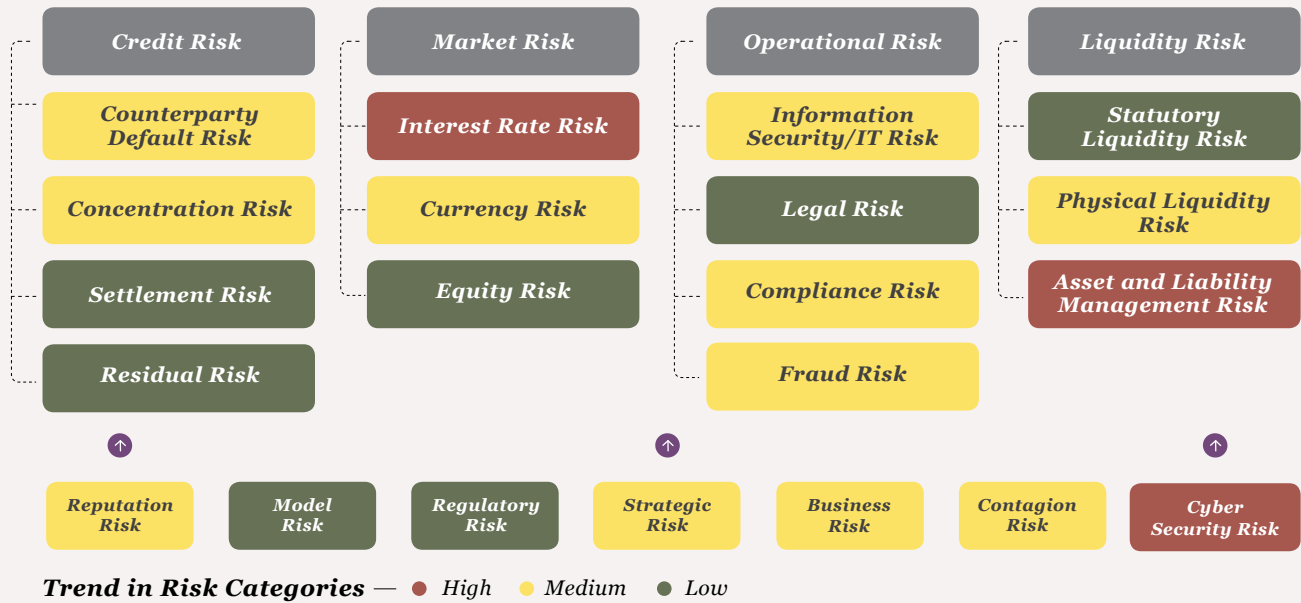 Credit Risk
Counterparty
Default Risk
Concentration Risk
Settlement Risk
Residual Risk
Market Risk
Interest Rate Risk
Currency Risk
Equity Risk
Operational Risk
Information
Security/IT Risk
Legal Risk
Compliance Risk
Fraud Risk
Liquidity Risk
Statutory
Liquidity Risk
Physical Liquidity
Risk
Asset and Liability
Management Risk
Reputation
Risk
Model
Risk
Regulatory
Risk
Strategic
Risk
Business
Risk
Contagion
Risk
Cyber
Security Risk
Trend in Risk Categories — High Medium Low